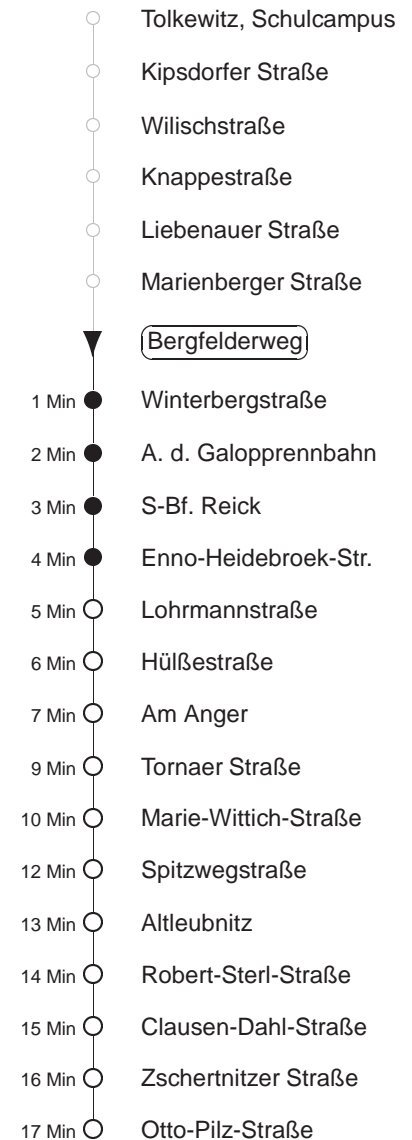 Tolkewitz, Schulcampus
Kipsdorfer Straße
Wilischstraße
Knappestraße
Liebenauer Straße
Marienberger Straße
Bergfelderweg
1 Min Winterbergstraße
2 Min A. d. Galopprennbahn
3 Min S-Bf. Reick
4 Min Enno-Heidebroek-Str.
5 Min Lohrmannstraße
6 Min Hülßestraße
7 Min Am Anger
9 Min Tornaer Straße
10 Min Marie-Wittich-Straße
12 Min Spitzwegstraße
13 Min Altleubnitz
14 Min Robert-Sterl-Straße
15 Min Clausen-Dahl-Straße
16 Min Zschertnitzer Straße
17 Min Otto-Pilz-Straße